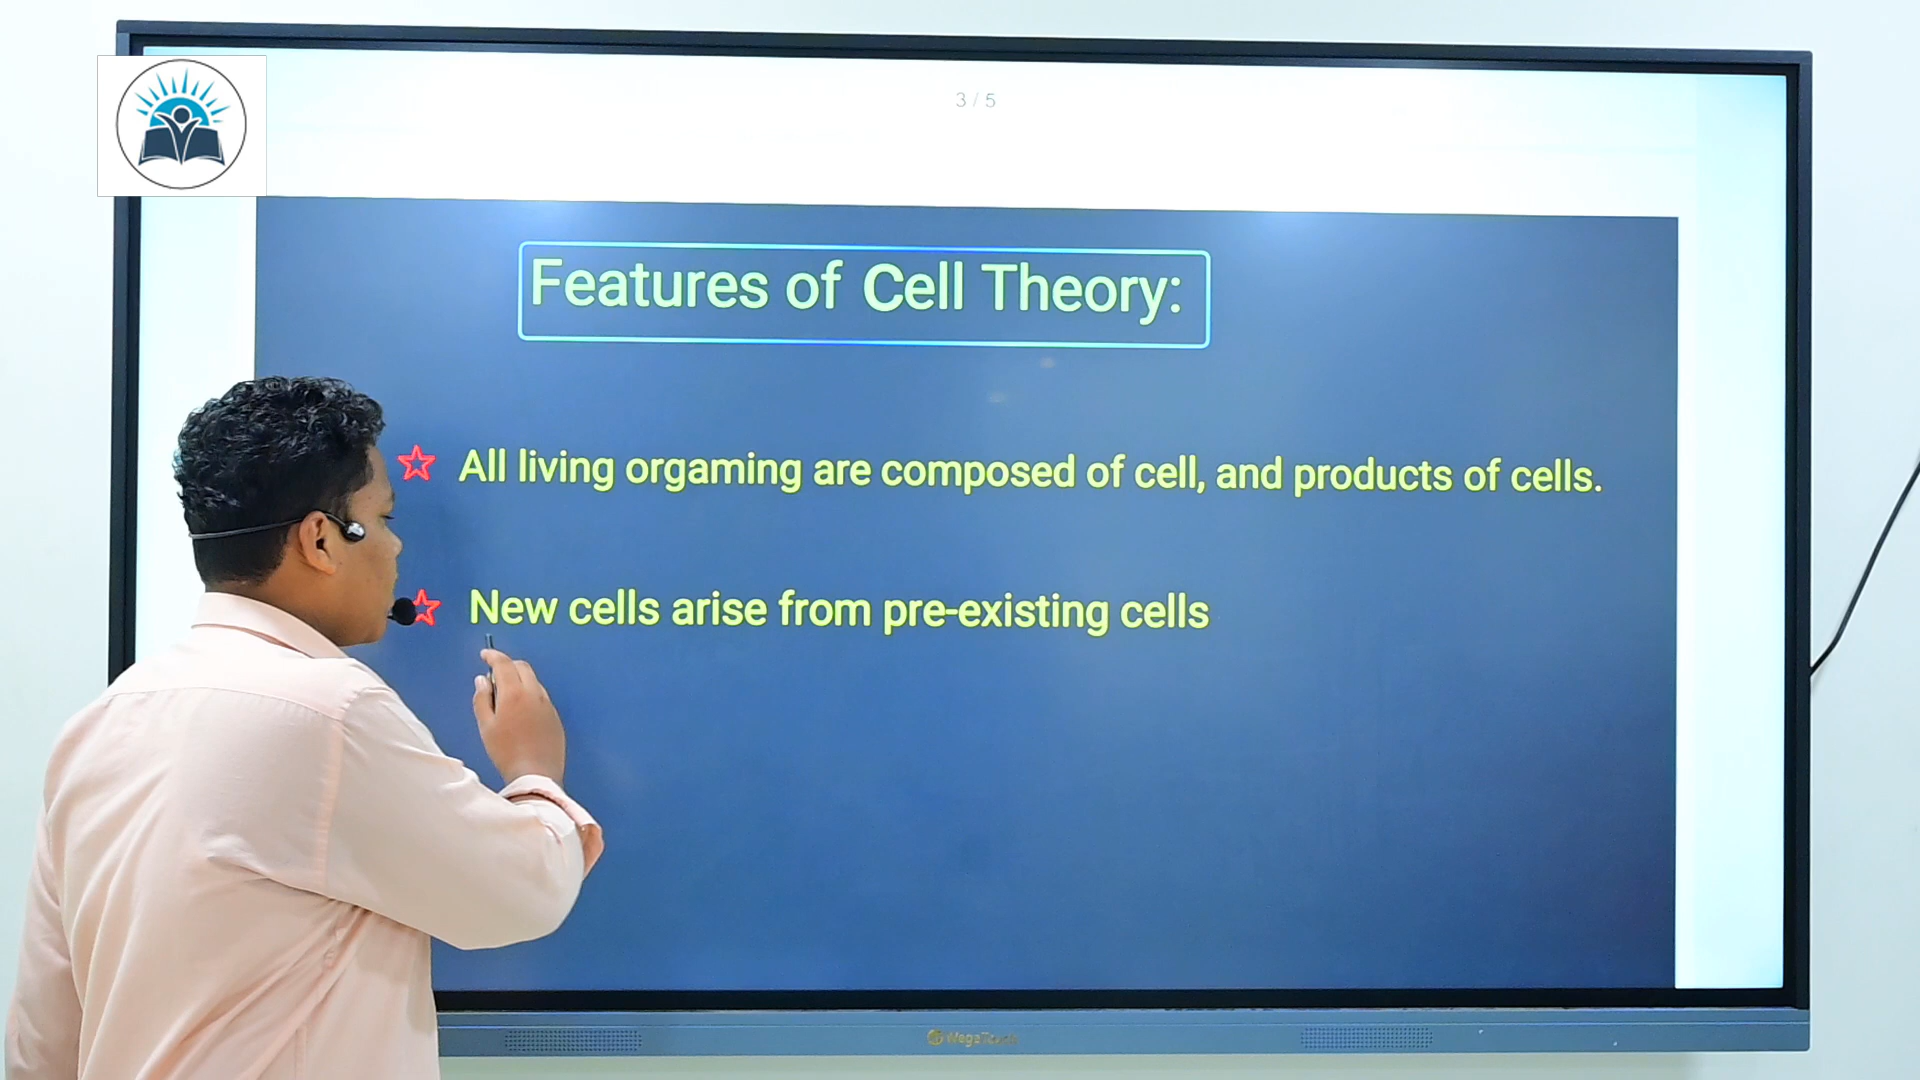 3 / 5
Features of Cell Theory:
All living orgaming are composed of cell, and products of cells.
New cells arise from pre-existing cells